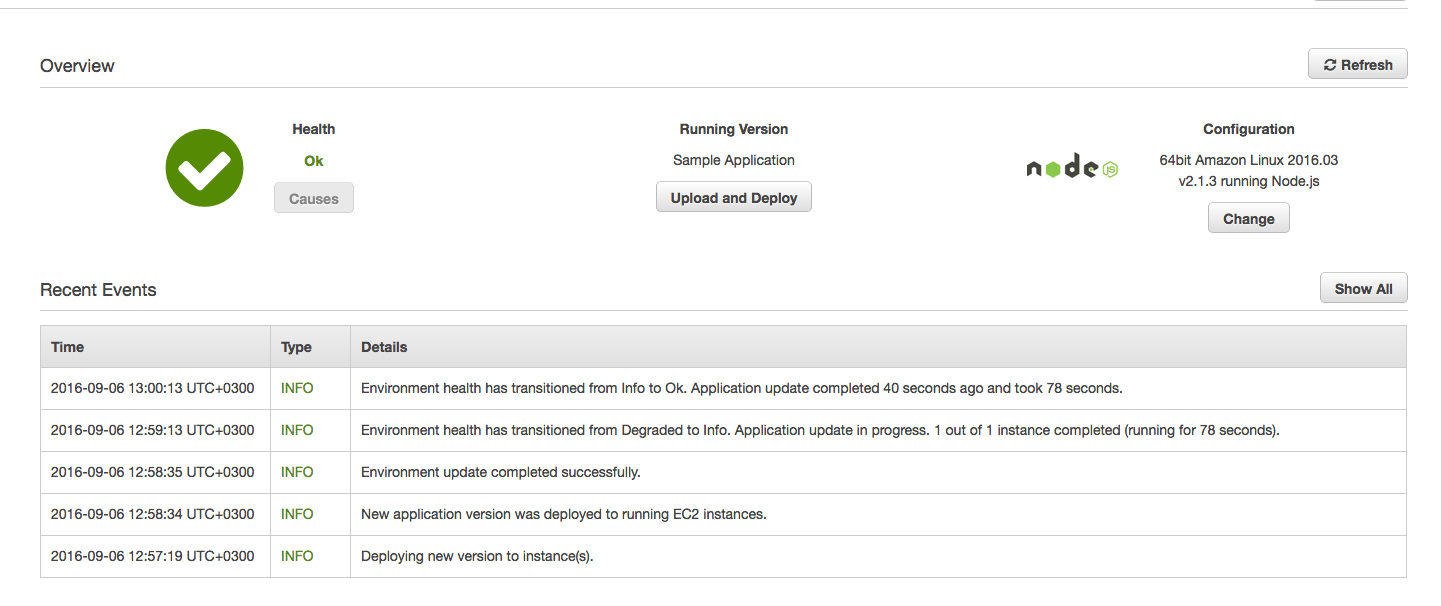 Overview
Refresh
Health
Ok
Causes
Running Version
Sample Application
Upload and Deploy
node JS
Configuration
64bit Amazon Linux 2016.03
v2.1.3 running Node.js
Change
Recent Events
Show All
Time Type Details
2016-09-06 13:00:13 UTC+0300 INFO Environment health has transitioned from Info to Ok. Application update completed 40 seconds ago and took 78 seconds.
2016-09-06 12:59:13 UTC+0300 INFO Environment health has transitioned from Degraded to Info. Application update in progress. 1 out of 1 instance completed (running for 78 seconds).
2016-09-06 12:58:35 UTC+0300 INFO Environment update completed successfully.
2016-09-06 12:58:34 UTC+0300 INFO New application version was deployed to running EC2 instances.
2016-09-06 12:57:19 UTC+0300 INFO Deploying new version to instance(s).